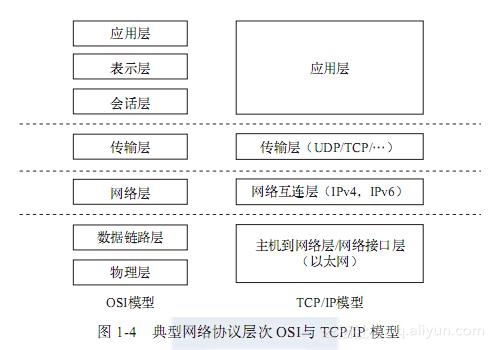 应用层
表示层
会话层
应用层
传输层
传输层（UDP/TCP/…）
网络层
网络互连层（IPv4，IPv6）
数据链路层
物理层
主机到网络层/网络接口层
（以太网）
OSI模型
TCP/IP模型
图 1-4 典型网络协议层次 OSI与 TCP/IP 模型
q.aliyun.com